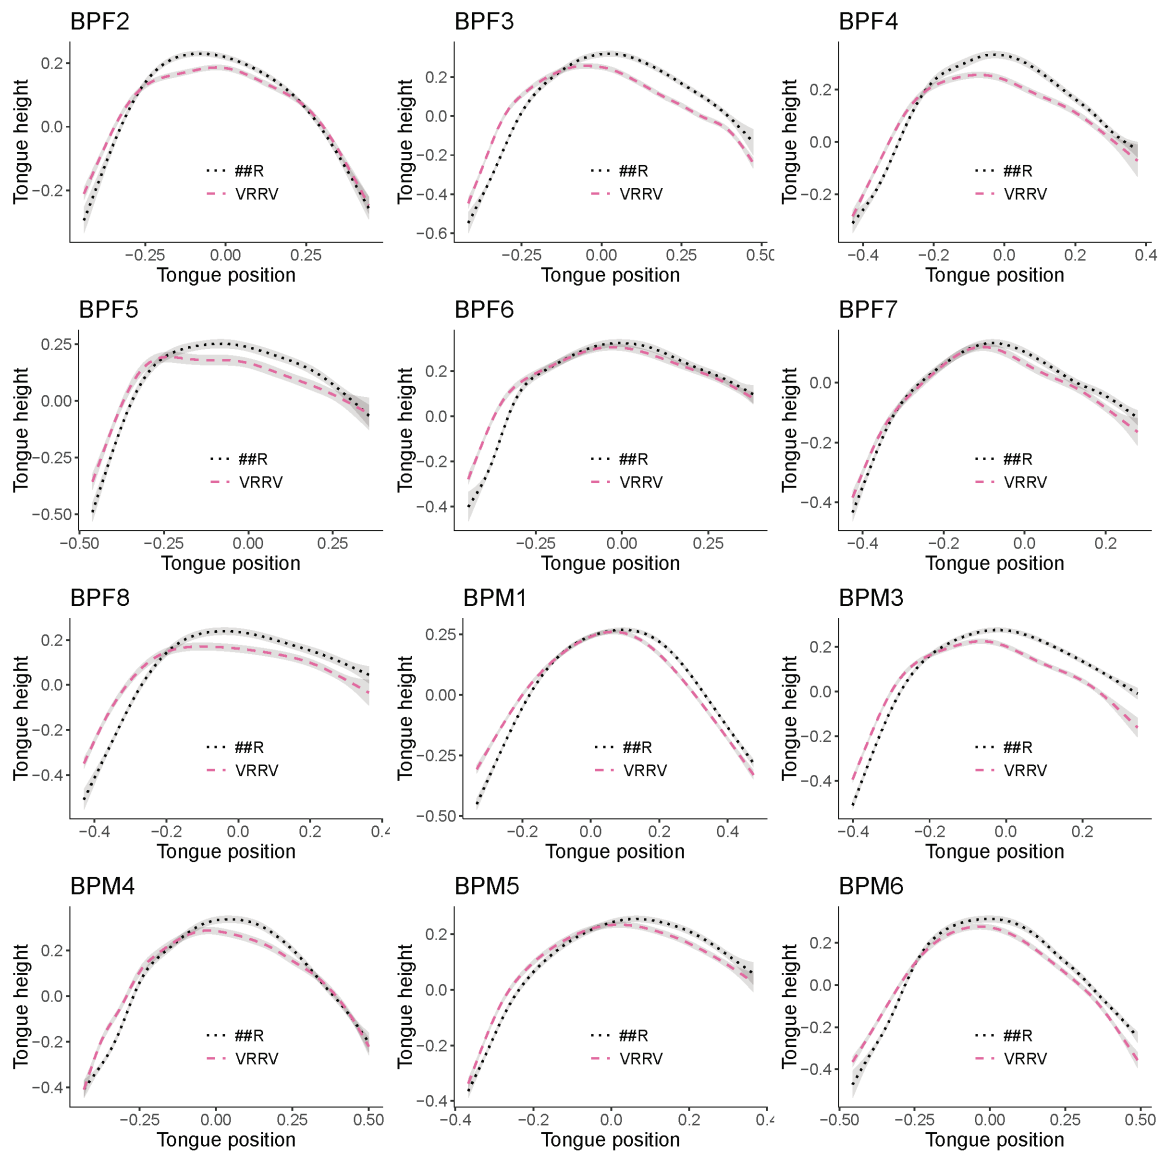 BPF2
Tongue height
0.2
0.0
−0.2
##R
VRRV
−0.25 0.00 0.25
Tongue position
BPF3
Tongue height
0.2
0.0
−0.2
−0.4
−0.6
##R
VRRV
−0.25 0.00 0.25 0.50
Tongue position
BPF4
Tongue height
0.2
0.0
−0.2
##R
VRRV
−0.4 −0.2 0.0 0.2 0.4
Tongue position
BPF5
Tongue height
0.25
0.00
−0.25
−0.50
##R
VRRV
−0.50 −0.25 0.00 0.25
Tongue position
BPF6
Tongue height
0.2
0.0
−0.2
−0.4
##R
VRRV
−0.25 0.00 0.25
Tongue position
BPF7
Tongue height
0.0
−0.2
−0.4
##R
VRRV
−0.4 −0.2 0.0 0.2
Tongue position
BPF8
Tongue height
0.2
0.0
−0.2
−0.4
##R
VRRV
−0.4 −0.2 0.0 0.2 0.4
Tongue position
BPM1
Tongue height
0.25
0.00
−0.25
−0.50
##R
VRRV
−0.2 0.0 0.2 0.4
Tongue position
BPM3
Tongue height
0.2
0.0
−0.2
−0.4
##R
VRRV
−0.4 −0.2 0.0 0.2
Tongue position
BPM4
Tongue height
0.2
0.0
−0.2
−0.4
##R
VRRV
−0.25 0.00 0.25 0.50
Tongue position
BPM5
Tongue height
0.2
0.0
−0.2
−0.4
##R
VRRV
−0.4 −0.2 0.0 0.2 0.4
Tongue position
BPM6
Tongue height
0.2
0.0
−0.2
−0.4
##R
VRRV
−0.50 −0.25 0.00 0.25 0.50
Tongue position